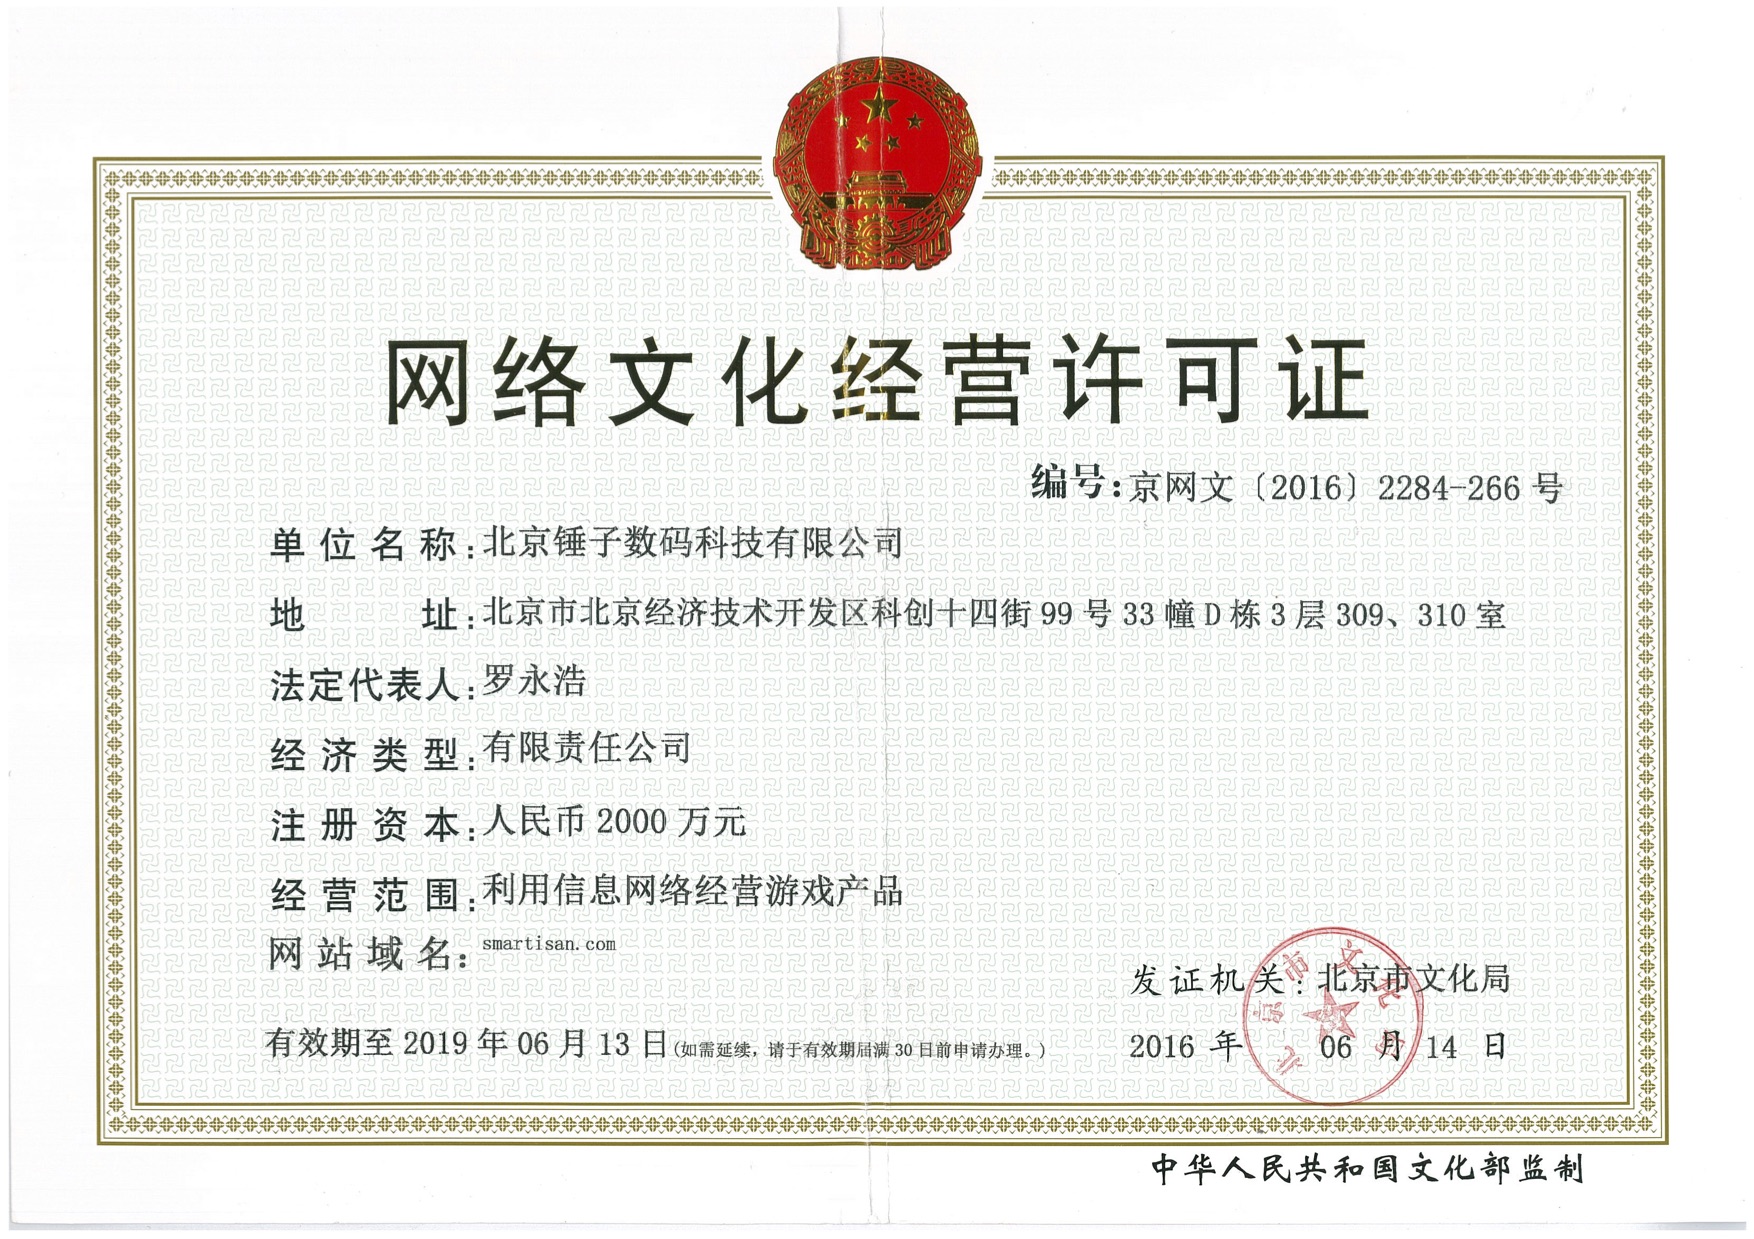 网络文化经营许可证
编号:京网文〔2016〕2284-266 号
单位名称:北京锤子数码科技有限公司
地址:北京市北京经济技术开发区科创十四街 99 号 33 幢 D 栋 3 层 309、310 室
法定代表人:罗永浩
经济类型:有限责任公司
注册资本:人民币 2000 万元
经营范围:利用信息网络经营游戏产品
网站域名:smartisan.com
发证机关:北京市文化局
有效期至 2019 年 06 月 13 日(如需延续，请于有效期届满 30 日前申请办理。)
2016 年 06 月 14 日
北京市文化局
中华人民共和国文化部监制